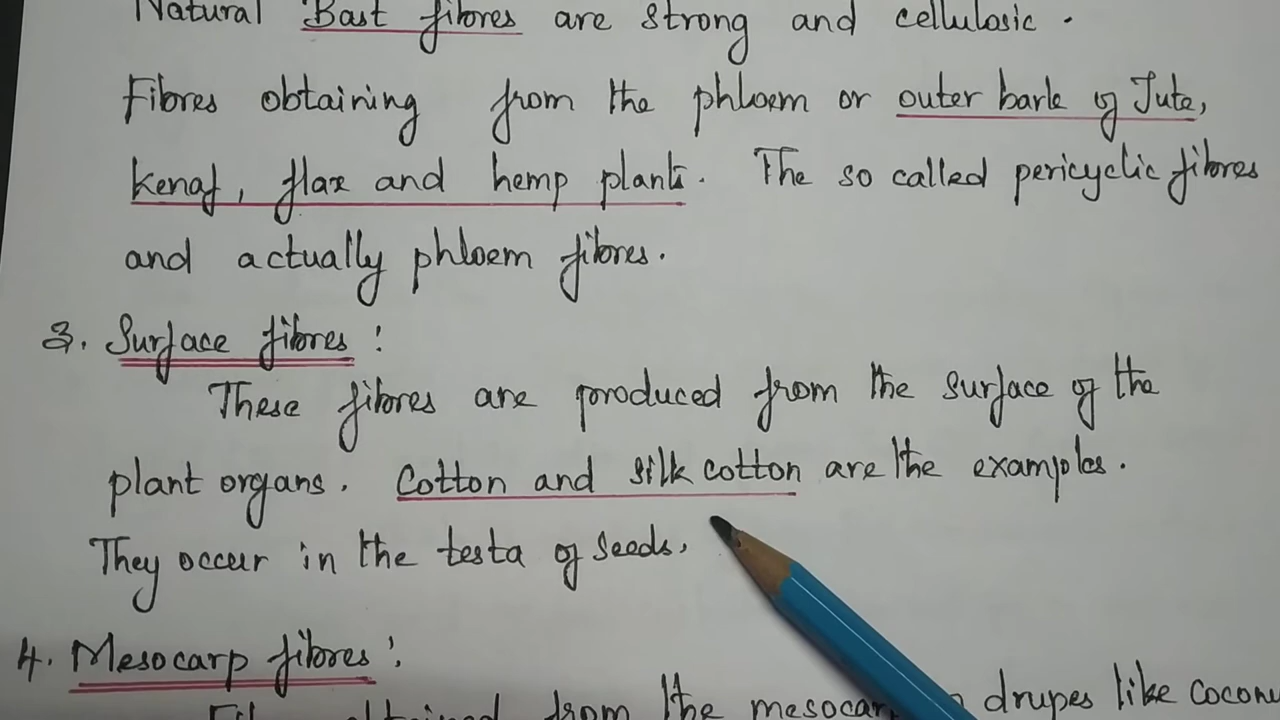 Natural Bast fibres are strong and cellulosic.
Fibres obtaining from the phloem or outer bark of Jute,
kenaf, flax and hemp plants. The so called pericyclic fibres
and actually phloem fibres.
3. Surface fibres:
These fibres are produced from the surface of the
plant organs. Cotton and silk cotton are the examples.
They occur in the testa of seeds.
4. Mesocarp fibres:
obtained from the mesocarp drupes like